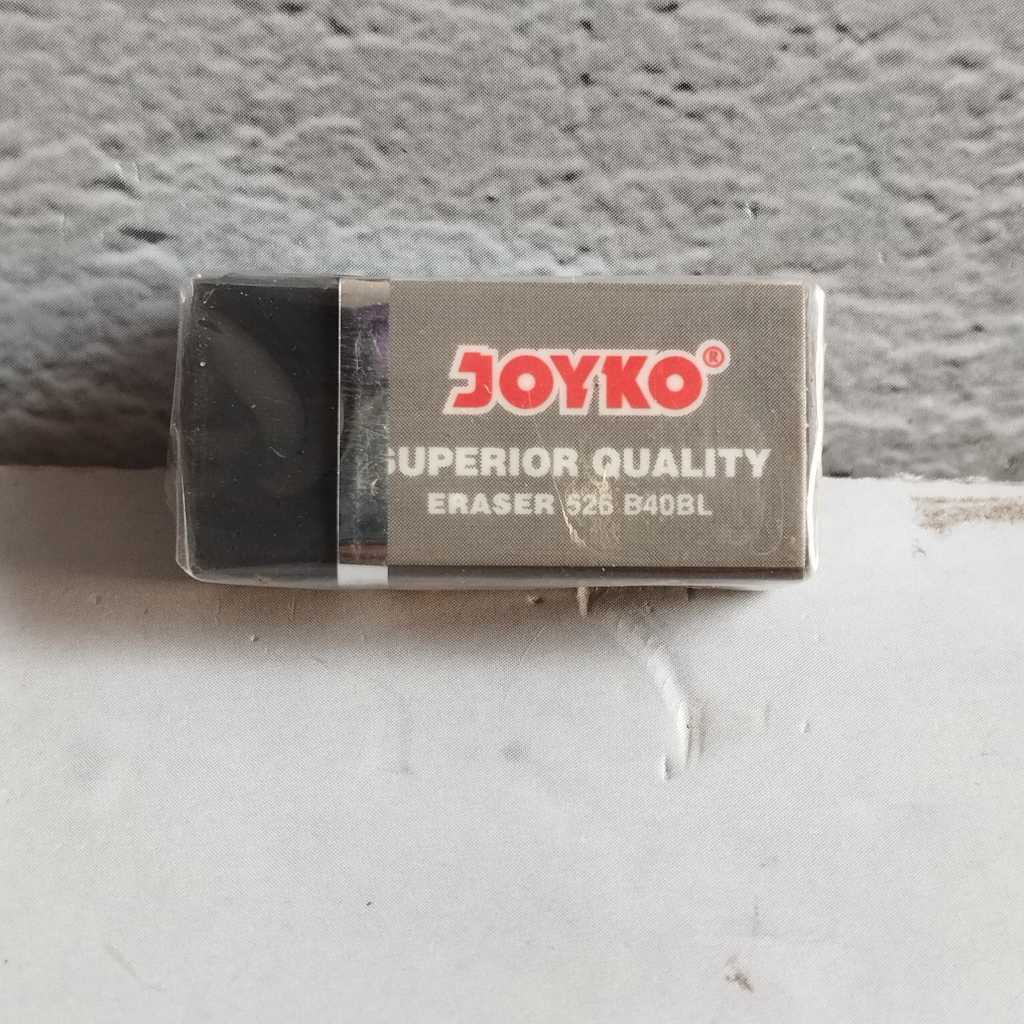 JOYKO®
SUPERIOR QUALITY
ERASER 526 B40BL